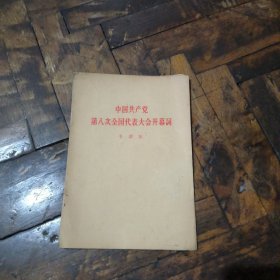 中国共产党
第八次全国代表大会开幕词
毛泽东